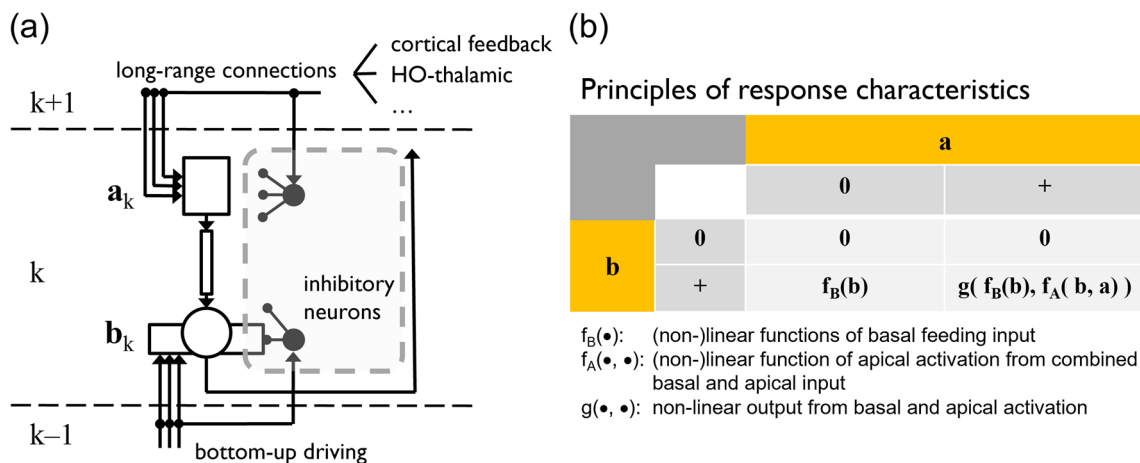 (a)
cortical feedback
long-range connections
HO-thalamic
...
k+1
a_k
k
inhibitory
neurons
b_k
k–1
bottom-up driving
(b)
Principles of response characteristics
a
0 +
b 0 0 0
+ f_B(b) g( f_B(b), f_A( b, a) )
f_B(•): (non-)linear functions of basal feeding input
f_A(•, •): (non-)linear function of apical activation from combined
basal and apical input
g(•, •): non-linear output from basal and apical activation